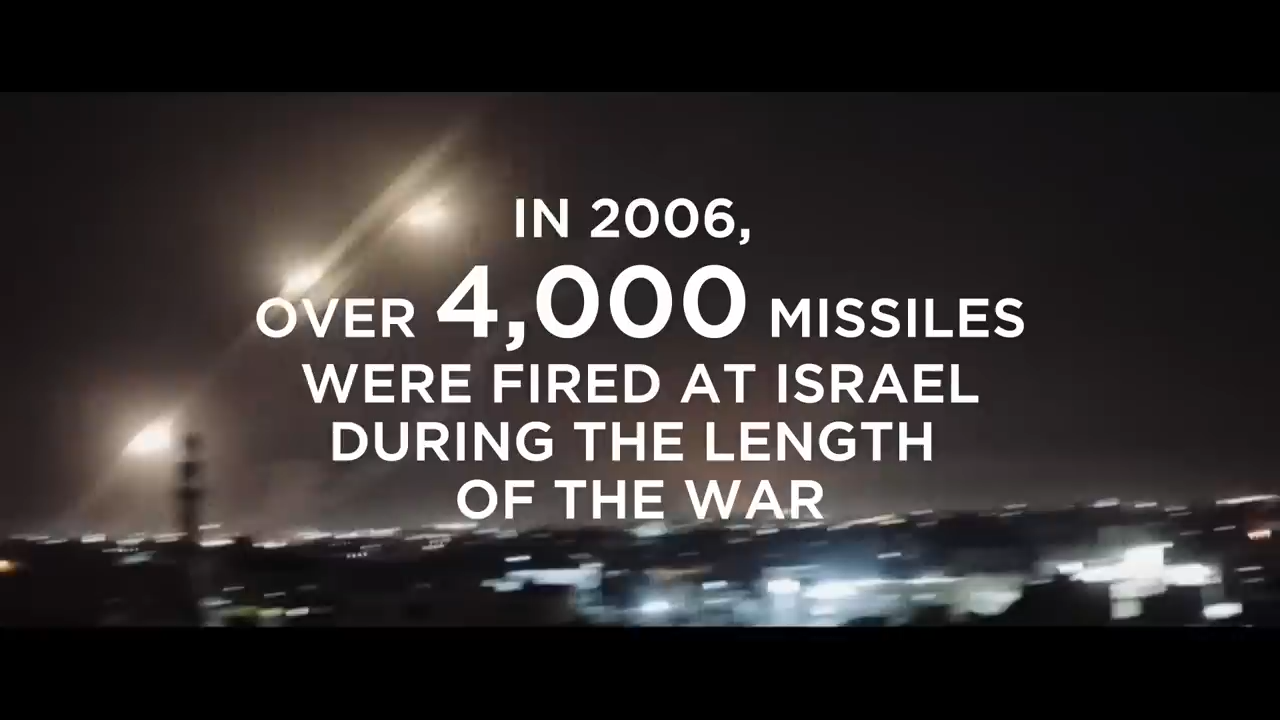 IN 2006,
OVER 4,000 MISSILES
WERE FIRED AT ISRAEL
DURING THE LENGTH
OF THE WAR